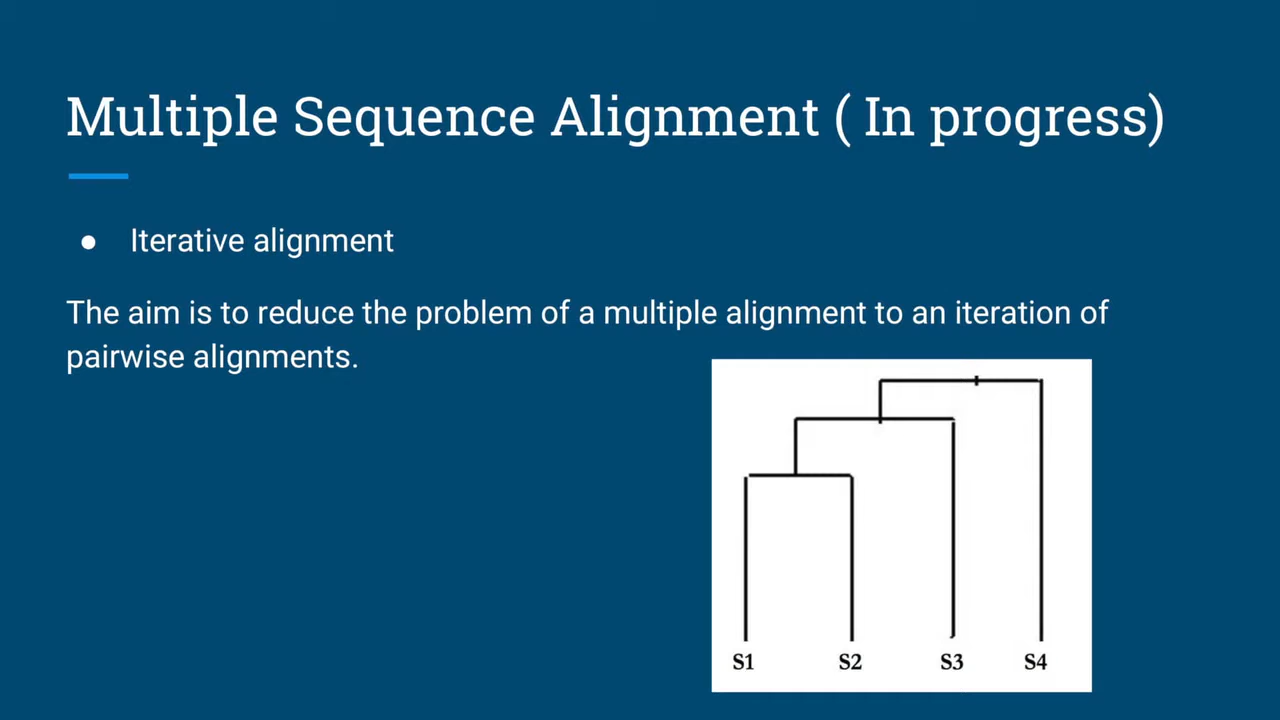 Multiple Sequence Alignment ( In progress)
● Iterative alignment
The aim is to reduce the problem of a multiple alignment to an iteration of
pairwise alignments.
S1 S2 S3 S4